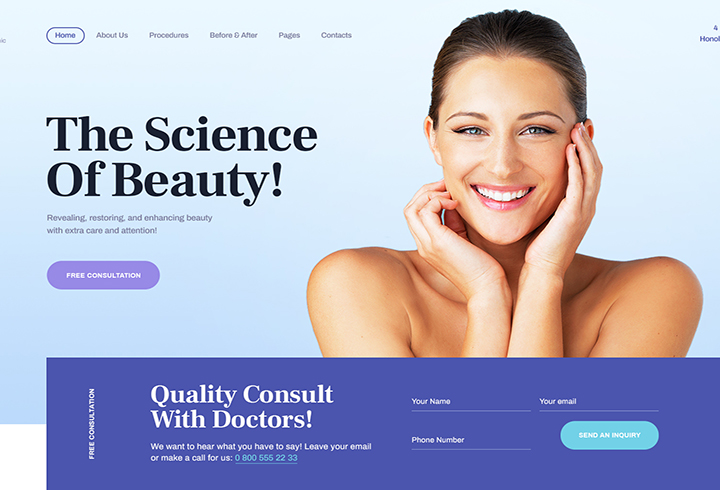 Home About Us Procedures Before & After Pages Contacts
4
Honol
The Science
Of Beauty!
Revealing, restoring, and enhancing beauty
with extra care and attention!
FREE CONSULTATION
FREE CONSULTATION
Quality Consult
With Doctors!
We want to hear what you have to say! Leave your email
or make a call for us: 0 800 555 22 33
Your Name
Your email
Phone Number
SEND AN INQUIRY